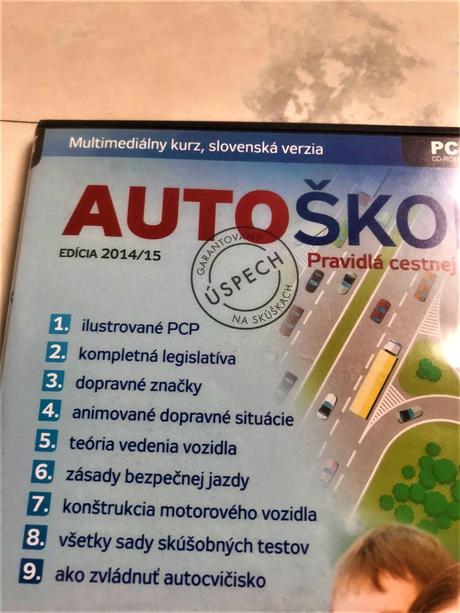 Multimediálny kurz, slovenská verzia
PC
CD-ROM
AUTOŠKO
EDÍCIA 2014/15
Pravidlá cestnej
GARANTOVANÝ
ÚSPECH
NA SKÚŠKACH
1. ilustrované PCP
2. kompletná legislatíva
3. dopravné značky
4. animované dopravné situácie
5. teória vedenia vozidla
6. zásady bezpečnej jazdy
7. konštrukcia motorového vozidla
8. všetky sady skúšobných testov
9. ako zvládnuť autocvičisko